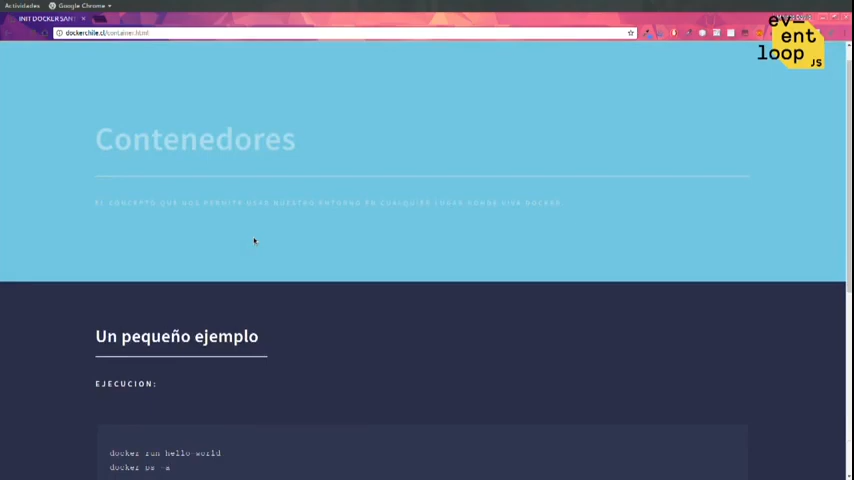 Actividades Google Chrome
INIT DOCKER SANT
dockerchile.cl/container.html
ev_
ent
loop
JS
Contenedores
EL CONCEPTO QUE NOS PERMITE USAR NUESTRO ENTORNO EN CUALQUIER LUGAR DONDE VIVA DOCKER
Un pequeño ejemplo
EJECUCION:
docker run hello-world
docker ps -a